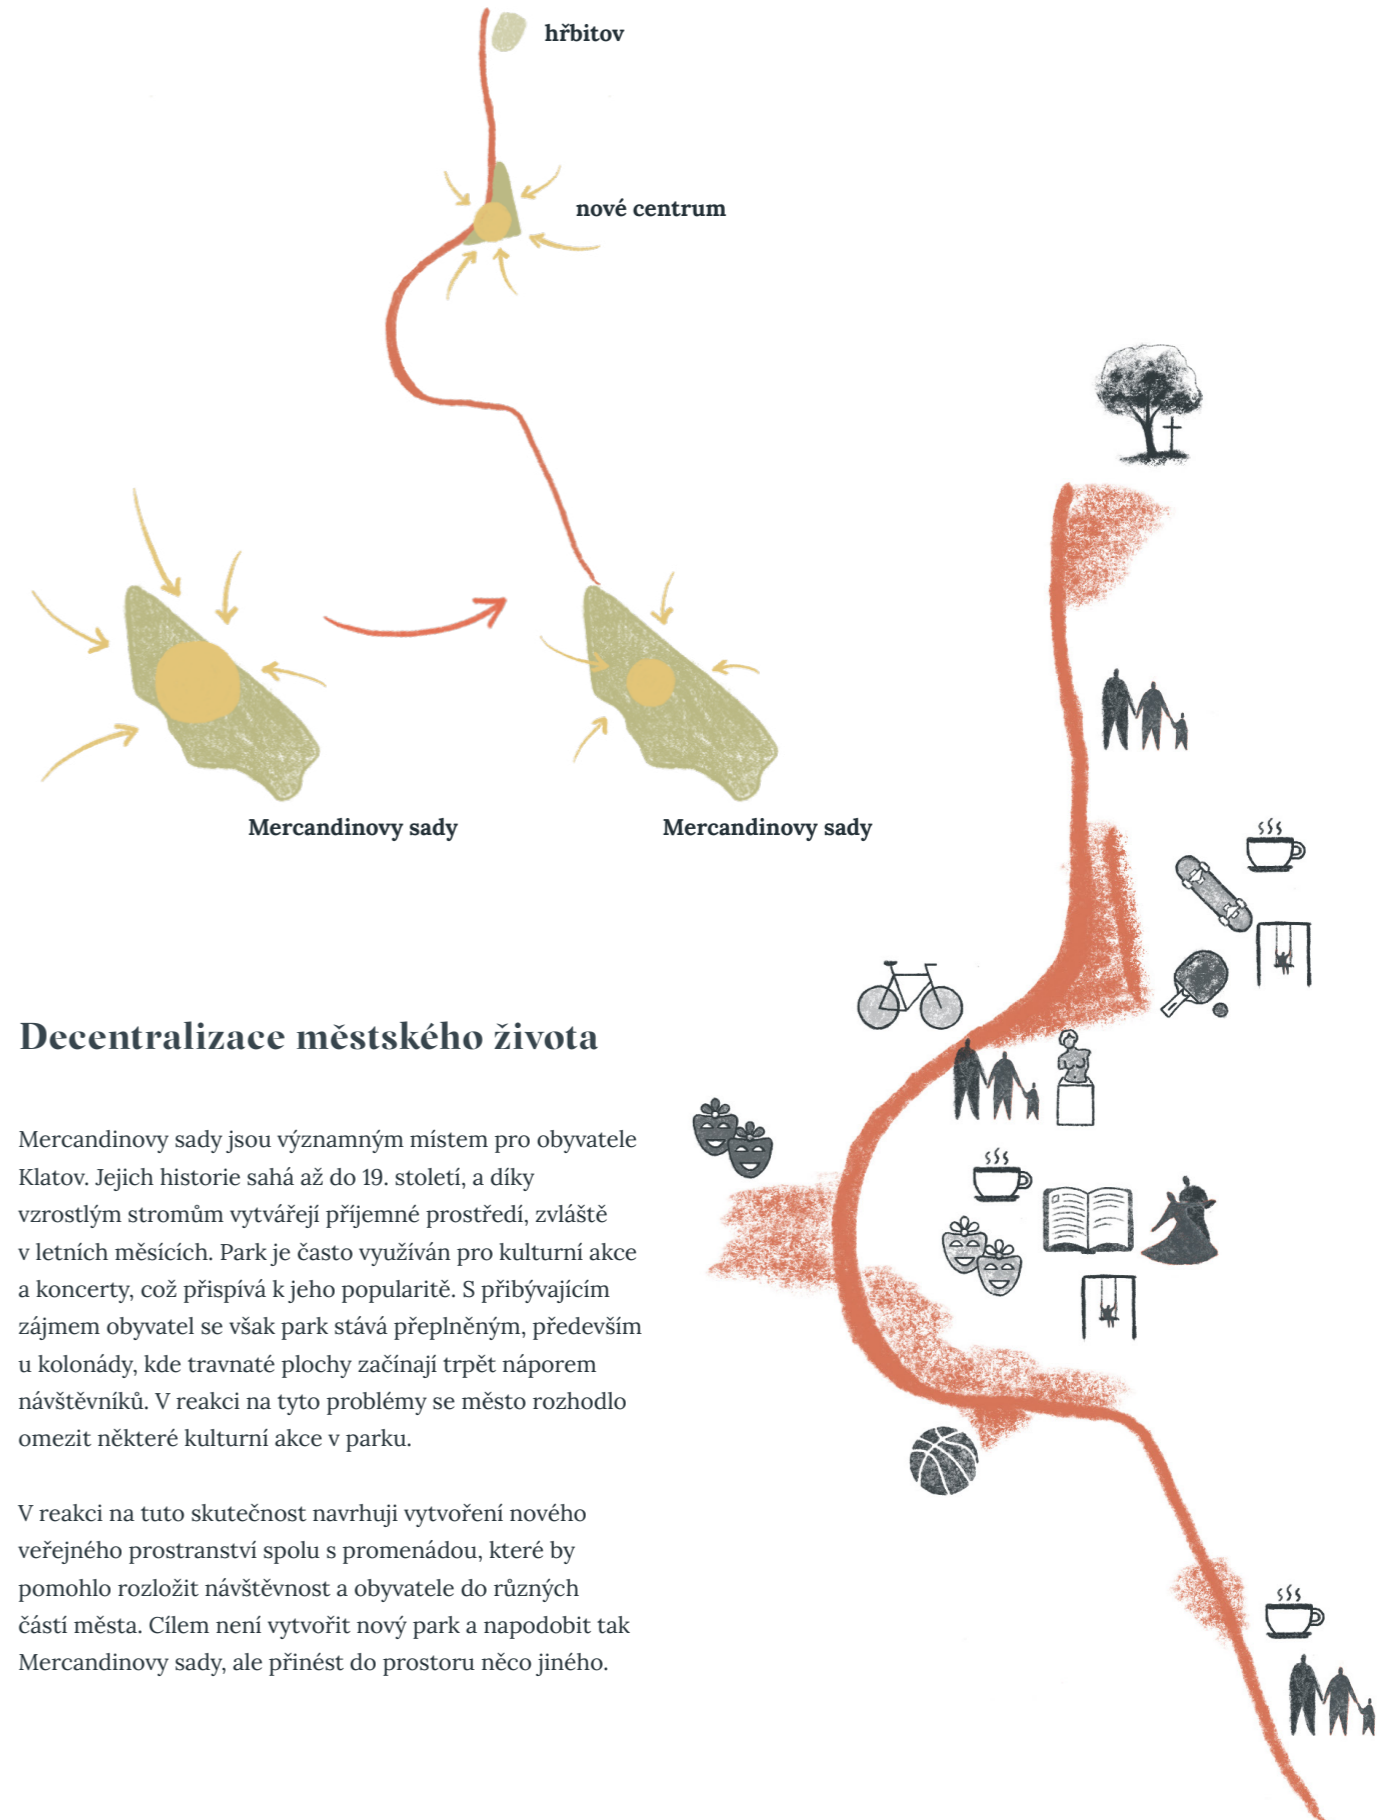 hřbitov
nové centrum
Mercandinovy sady
Mercandinovy sady
Decentralizace městského života
Mercandinovy sady jsou významným místem pro obyvatele
Klatov. Jejich historie sahá až do 19. století, a díky
vzrostlým stromům vytvářejí příjemné prostředí, zvláště
v letních měsících. Park je často využíván pro kulturní akce
a koncerty, což přispívá k jeho popularitě. S přibývajícím
zájmem obyvatel se však park stává přeplněným, především
u kolonády, kde travnaté plochy začínají trpět náporem
návštěvníků. V reakci na tyto problémy se město rozhodlo
omezit některé kulturní akce v parku.
V reakci na tuto skutečnost navrhuji vytvoření nového
veřejného prostranství spolu s promenádou, které by
pomohlo rozložit návštěvnost a obyvatele do různých
částí města. Cílem není vytvořit nový park a napodobit tak
Mercandinovy sady, ale přinést do prostoru něco jiného.